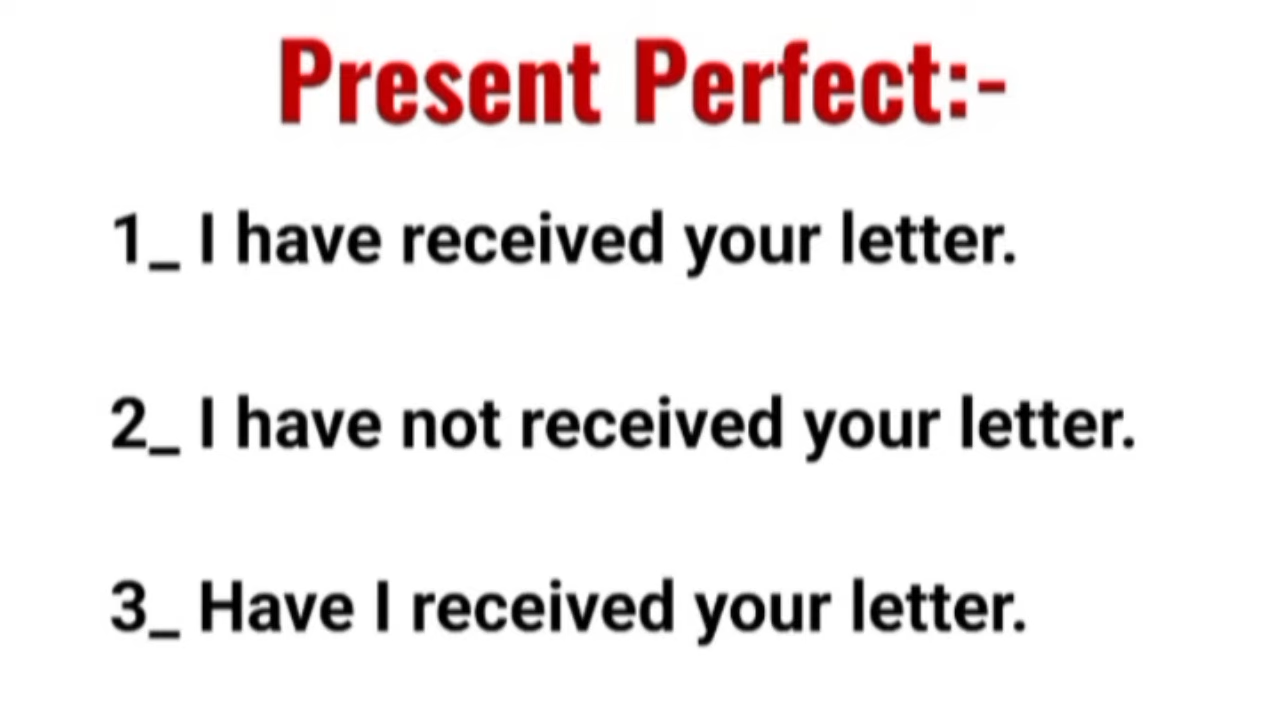 Present Perfect:-
1_ I have received your letter.
2_ I have not received your letter.
3_ Have I received your letter.